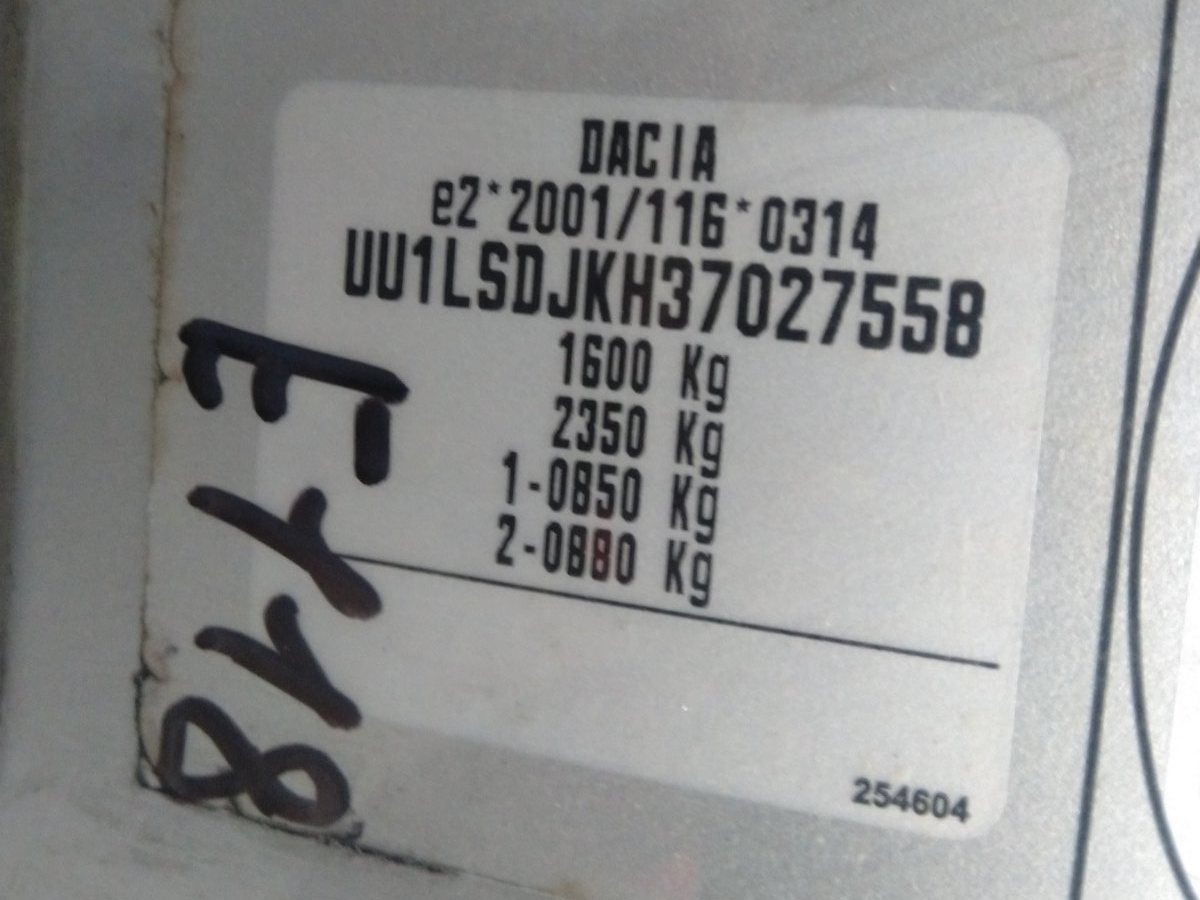 DACIA
e2*2001/116*0314
UU1LSDJKH37027558
1600 Kg
2350 Kg
1-0850 Kg
2-0880 Kg
254604